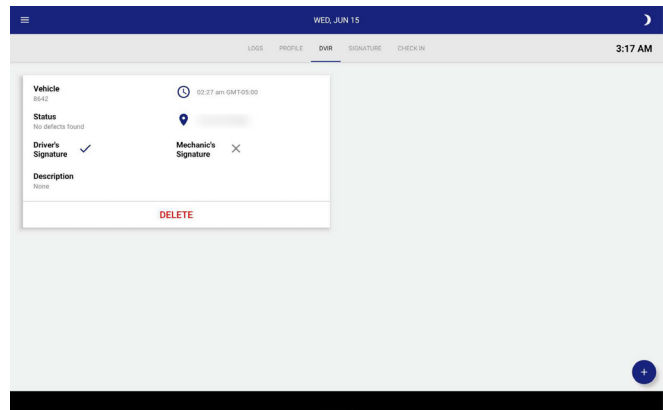 WED, JUN 15
LOGS PROFILE DVIR SIGNATURE CHECK IN 3:17 AM
Vehicle
8642
02:27 am GMT-05:00
Status
No defects found
Driver's
Signature
Mechanic's
Signature
Description
None
DELETE